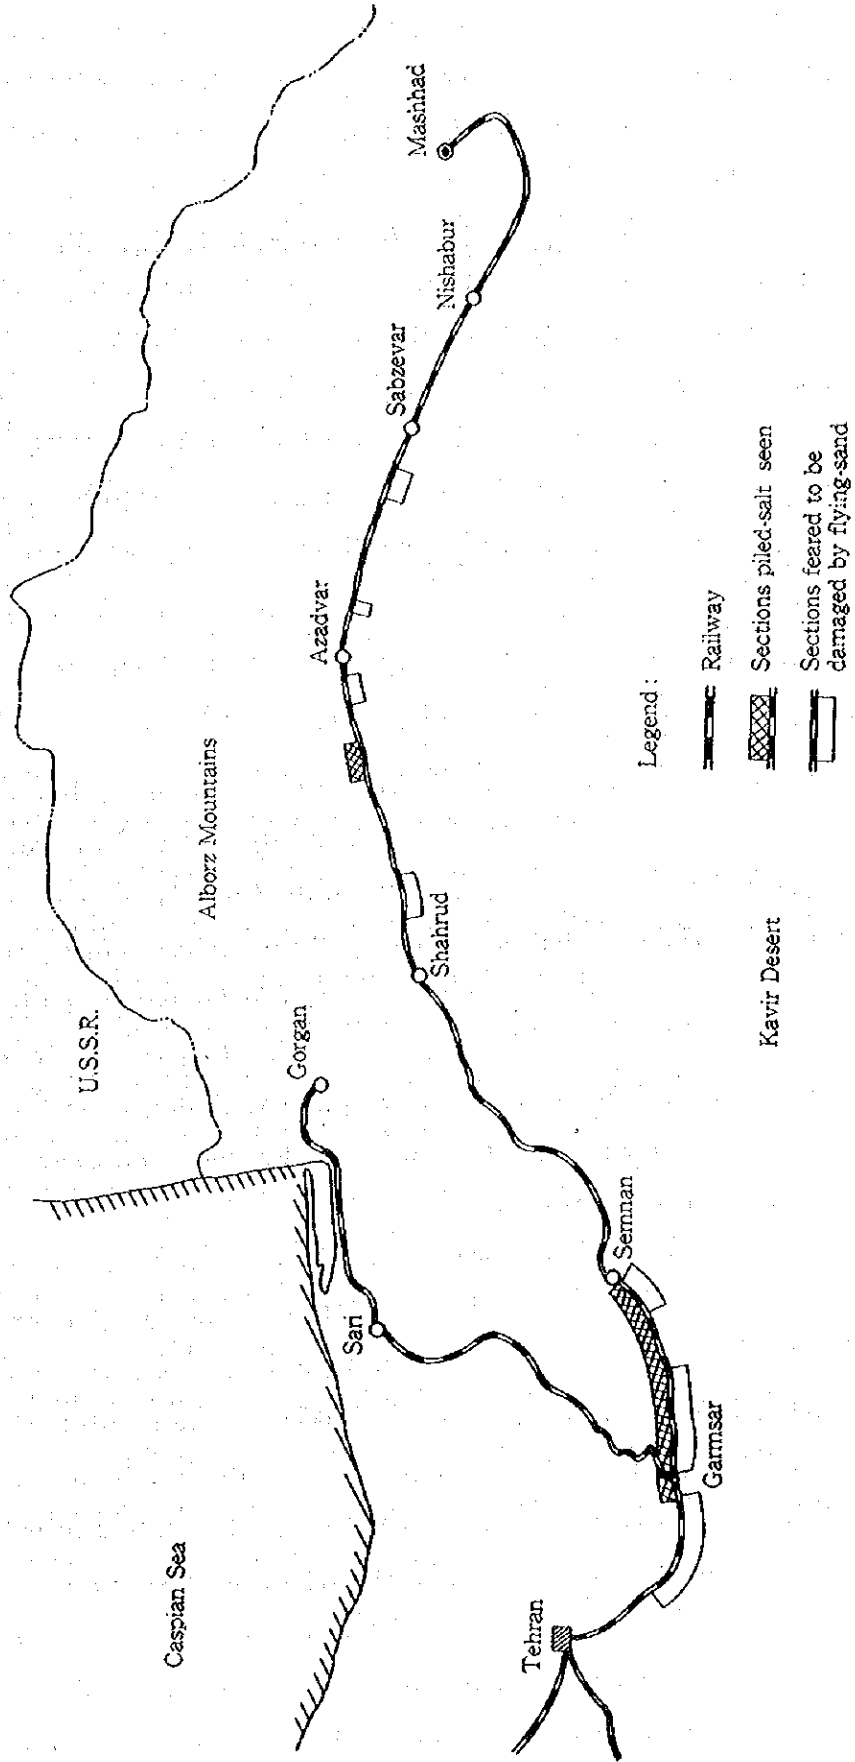 U.S.S.R.
Caspian Sea
Alborz Mountains
Gorgan
Sari
Tehran
Garmsar
Semnan
Shahrud
Azadvar
Sabzevar
Nishabur
Mashhad
Kavir Desert
Legend :
Railway
Sections piled-salt seen
Sections feared to be
damaged by flying-sand